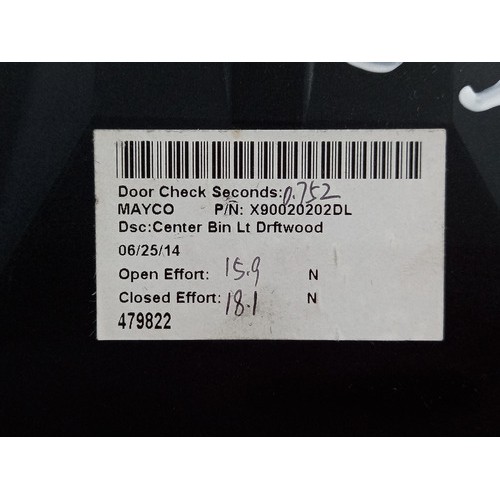 Door Check Seconds: 0.752
MAYCO P/N: X90020202DL
Dsc:Center Bin Lt Drftwood
06/25/14
Open Effort: 15.9 N
Closed Effort: 18.1 N
479822